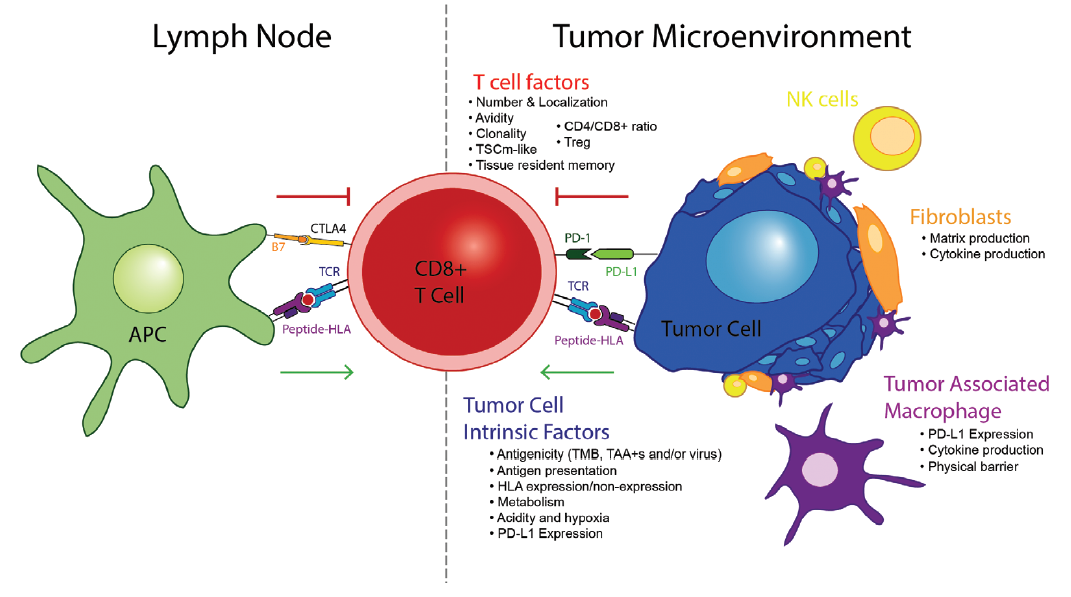 Lymph Node
Tumor Microenvironment
T cell factors
• Number & Localization
• Avidity
• Clonality
• TSCm-like
• Tissue resident memory
• CD4/CD8+ ratio
• Treg
NK cells
CTLA4
B7
TCR
Peptide-HLA
APC
CD8+
T Cell
PD-1
PD-L1
TCR
Peptide-HLA
Tumor Cell
Fibroblasts
• Matrix production
• Cytokine production
Tumor Associated
Macrophage
• PD-L1 Expression
• Cytokine production
• Physical barrier
Tumor Cell
Intrinsic Factors
• Antigenicity (TMB, TAA+s and/or virus)
• Antigen presentation
• HLA expression/non-expression
• Metabolism
• Acidity and hypoxia
• PD-L1 Expression